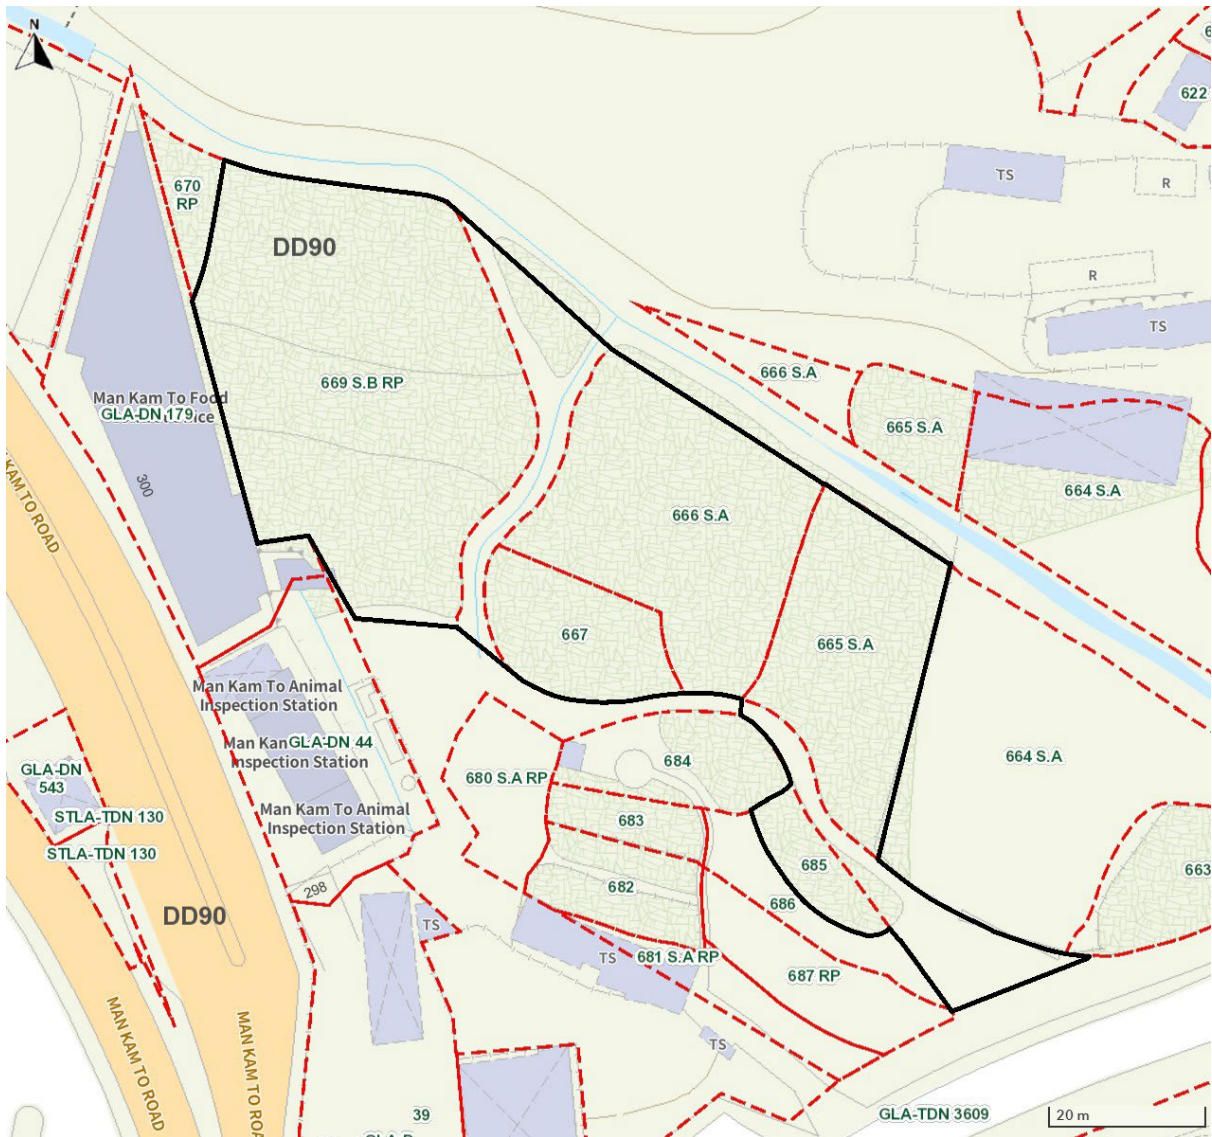 N
622
TS
R
670
RP
DD90
R
TS
666 S.A
669 S.B RP
Man Kam To Food
GLA-DN 179
665 S.A
664 S.A
300
MAN KAM TO ROAD
666 S.A
667
665 S.A
Man Kam To Animal
Inspection Station
GLA-DN 44
Inspection Station
684
664 S.A
GLA-DN
543
680 S.A RP
STLA-TDN 130
Man Kam To Animal
Inspection Station
683
STLA-TDN 130
685
663
298
682
686
DD90
TS
TS
681 S.A RP
687 RP
MAN KAM TO ROAD
MAN KAM TO
TS
39
GLA-TDN 3609
20 m